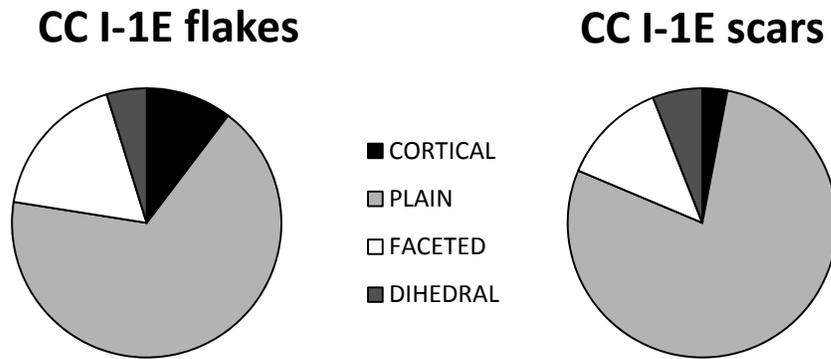 CC I-1E flakes
CC I-1E scars
CORTICAL
PLAIN
FACETED
DIHEDRAL